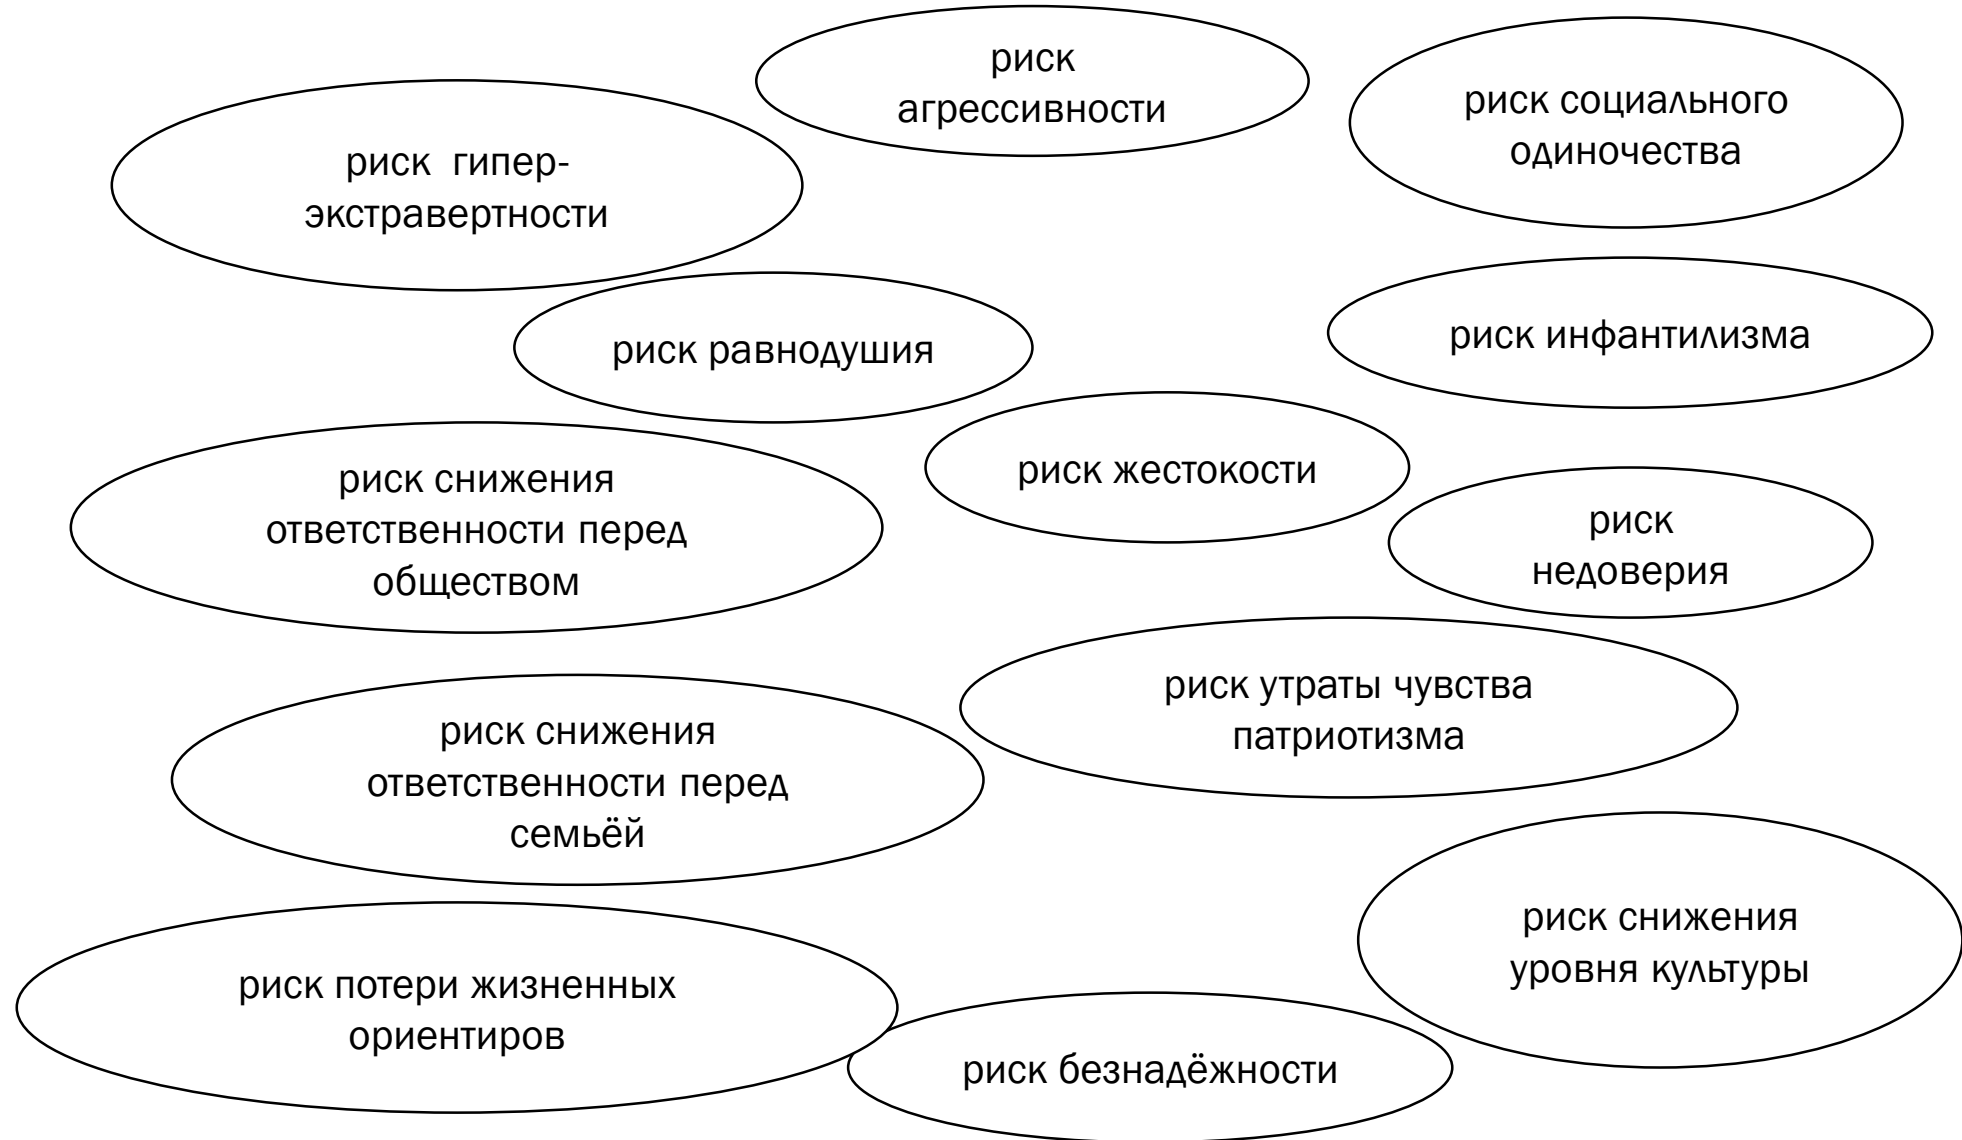 риск
агрессивности
риск социального
одиночества
риск  гипер-
экстравертности
риск равнодушия
риск инфантилизма
риск жестокости
риск снижения
ответственности перед
обществом
риск
недоверия
риск утраты чувства
патриотизма
риск снижения
ответственности перед
семьёй
риск снижения
уровня культуры
риск потери жизненных
ориентиров
риск безнадёжности